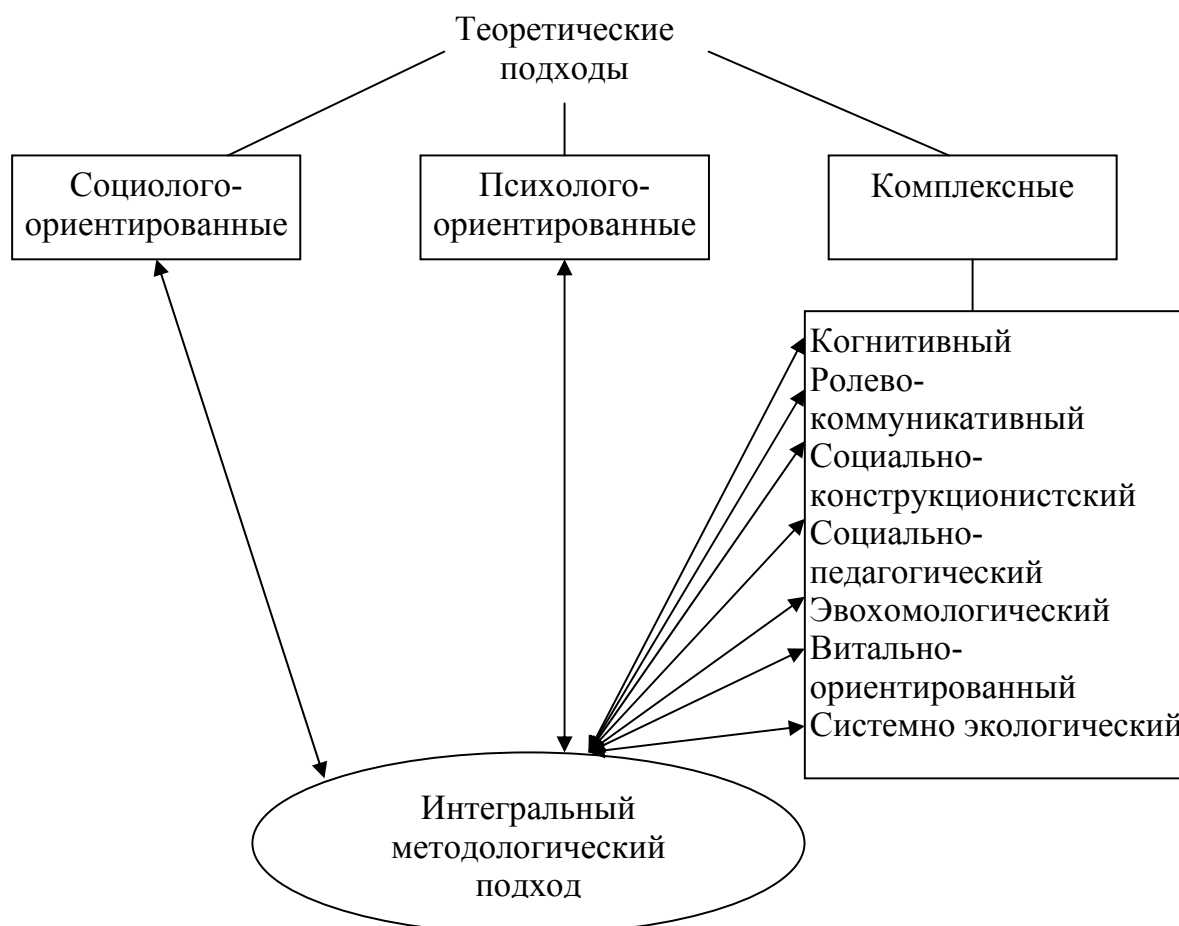 Теоретические
подходы
Социолого-
ориентированные
Психолого-
ориентированные
Комплексные
Когнитивный
Ролево-
коммуникативный
Социально-
конструкционистский
Социально-
педагогический
Эвохомологический
Витально-
ориентированный
Системно экологический
Интегральный
методологический
подход